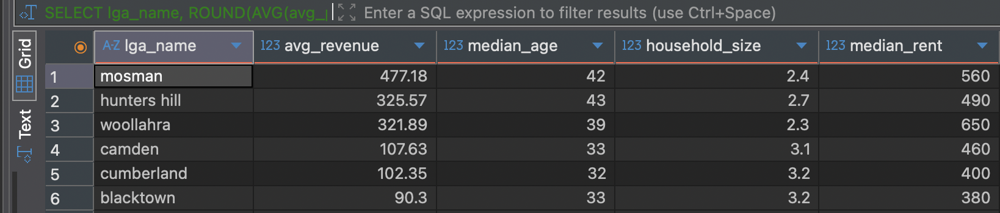 SELECT lga_name, ROUND(AVG(avg_ Enter a SQL expression to filter results (use Ctrl+Space)
Grid
Text
A-Z lga_name 123 avg_revenue 123 median_age 123 household_size 123 median_rent
1 mosman 477.18 42 2.4 560
2 hunters hill 325.57 43 2.7 490
3 woollahra 321.89 39 2.3 650
4 camden 107.63 33 3.1 460
5 cumberland 102.35 32 3.2 400
6 blacktown 90.3 33 3.2 380